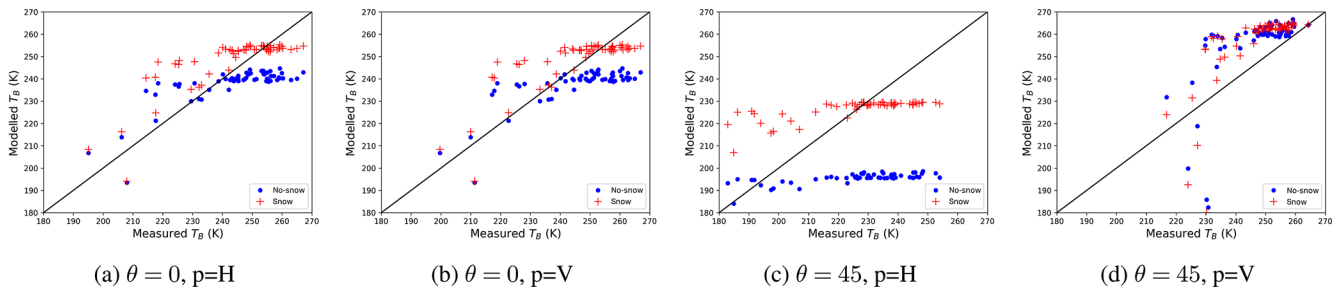 270
260
250
240
230
220
210
200
190
180
Modelled T_B (K)
No-snow
Snow
180 190 200 210 220 230 240 250 260 270
Measured T_B (K)
(a) θ = 0, p=H
270
260
250
240
230
220
210
200
190
180
Modelled T_B (K)
No-snow
Snow
180 190 200 210 220 230 240 250 260 270
Measured T_B (K)
(b) θ = 0, p=V
270
260
250
240
230
220
210
200
190
180
Modelled T_B (K)
No-snow
Snow
180 190 200 210 220 230 240 250 260 270
Measured T_B (K)
(c) θ = 45, p=H
270
260
250
240
230
220
210
200
190
180
Modelled T_B (K)
No-snow
Snow
180 190 200 210 220 230 240 250 260 270
Measured T_B (K)
(d) θ = 45, p=V